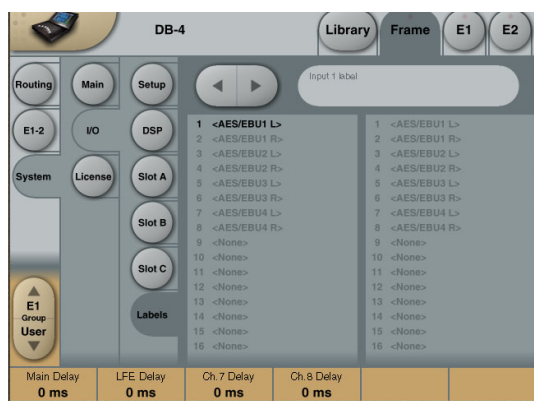 DB-4
Library
Frame
E1
E2
Routing
Main
Setup
Input 1 label
E1-2
I/O
DSP
System
License
Slot A
Slot B
Slot C
Labels
1 <AES/EBU1 L>
2 <AES/EBU1 R>
3 <AES/EBU2 L>
4 <AES/EBU2 R>
5 <AES/EBU3 L>
6 <AES/EBU3 R>
7 <AES/EBU4 L>
8 <AES/EBU4 R>
9 <None>
10 <None>
11 <None>
12 <None>
13 <None>
14 <None>
15 <None>
16 <None>
1 <AES/EBU1 L>
2 <AES/EBU1 R>
3 <AES/EBU2 L>
4 <AES/EBU2 R>
5 <AES/EBU3 L>
6 <AES/EBU3 R>
7 <AES/EBU4 L>
8 <AES/EBU4 R>
9 <None>
10 <None>
11 <None>
12 <None>
13 <None>
14 <None>
15 <None>
16 <None>
E1
Group
User
Main Delay
0 ms
LFE Delay
0 ms
Ch.7 Delay
0 ms
Ch.8 Delay
0 ms